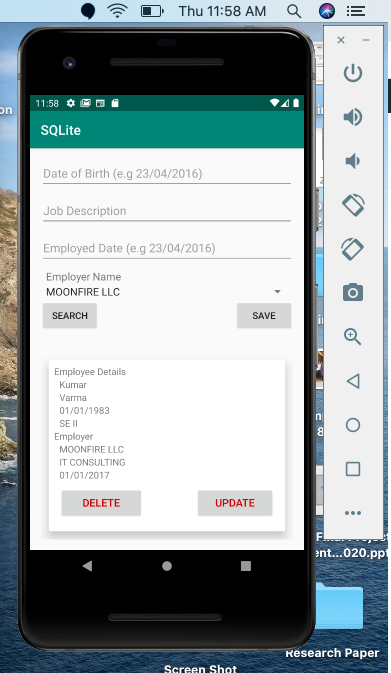 Thu 11:58 AM
11:58
SQLite
Date of Birth (e.g 23/04/2016)
Job Description
Employed Date (e.g 23/04/2016)
Employer Name
MOONFIRE LLC
SEARCH
SAVE
Employee Details
Kumar
Varma
01/01/1983
SE II
Employer
MOONFIRE LLC
IT CONSULTING
01/01/2017
DELETE
UPDATE
ent...020.ppt
Research Paper
Screen Shot